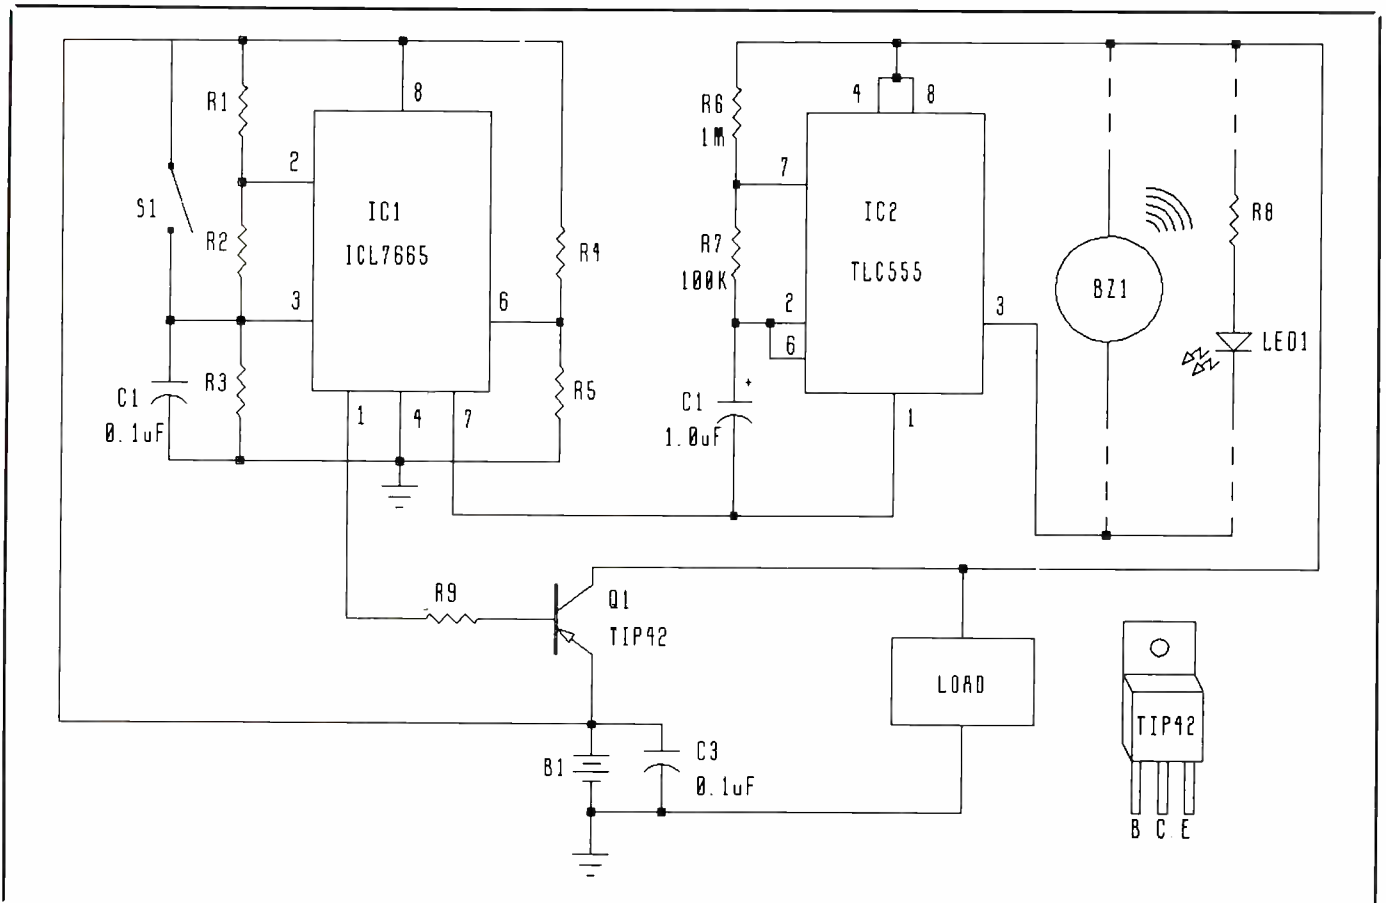 R1
8
2
S1
IC1
ICL7665
R2
R4
3
6
C1
0.1uF
R3
R5
1
4
7
R6
1M
4
8
7
IC2
TLC555
R7
100K
2
6
3
C1
+
1.0uF
1
BZ1
R8
LED1
R9
Q1
TIP42
LOAD
B1
C3
0.1uF
TIP42
B C E